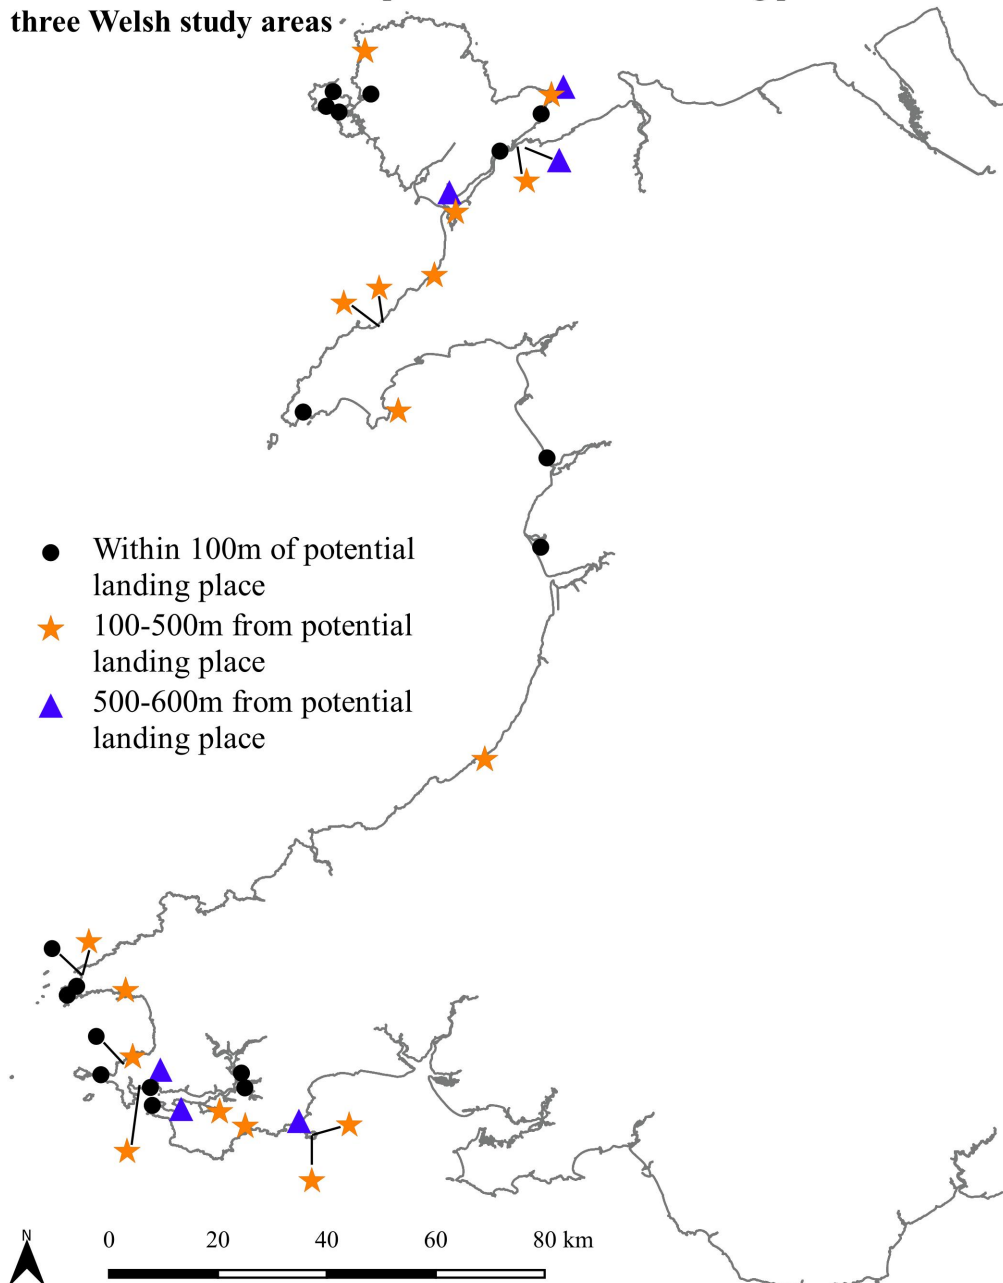 three Welsh study areas
Within 100m of potential
landing place
100-500m from potential
landing place
500-600m from potential
landing place
N
0 20 40 60 80 km